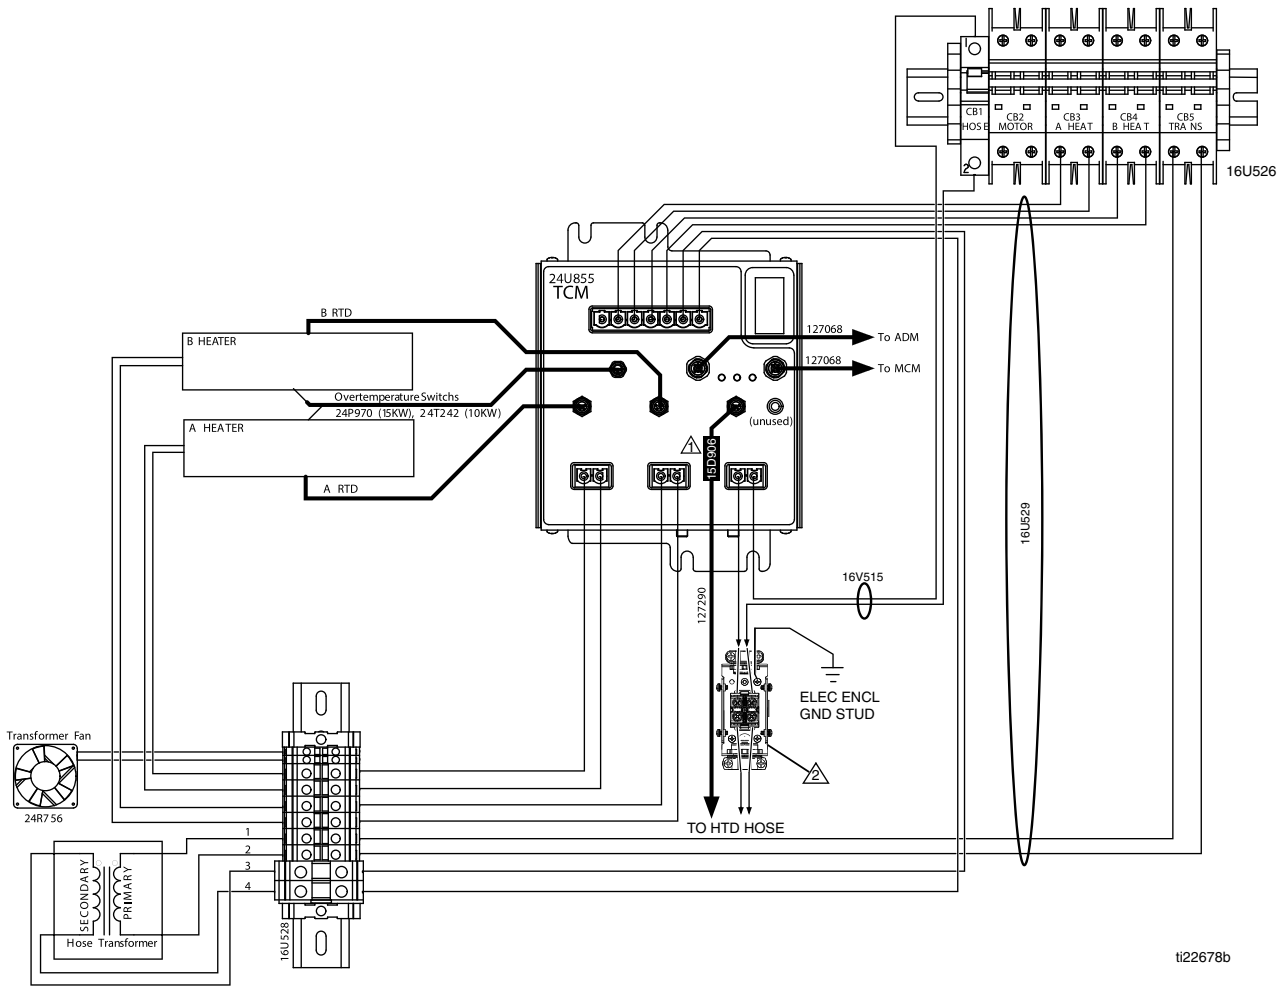 1
CB1
HOSE
2
CB2
MOTOR
CB3
A HEAT
CB4
B HEAT
CB5
TRANS
16U526
24U855
TCM
B RTD
127068
To ADM
127068
To MCM
B HEATER
Overtemperature Switchs
24P970 (15KW), 24T242 (10KW)
A HEATER
A RTD
(unused)
1
15D906
16U529
16V515
127290
ELEC ENCL
GND STUD
2
TO HTD HOSE
Transformer Fan
24R756
1
2
3
4
SECONDARY
PRIMARY
Hose Transformer
16U528
ti22678b